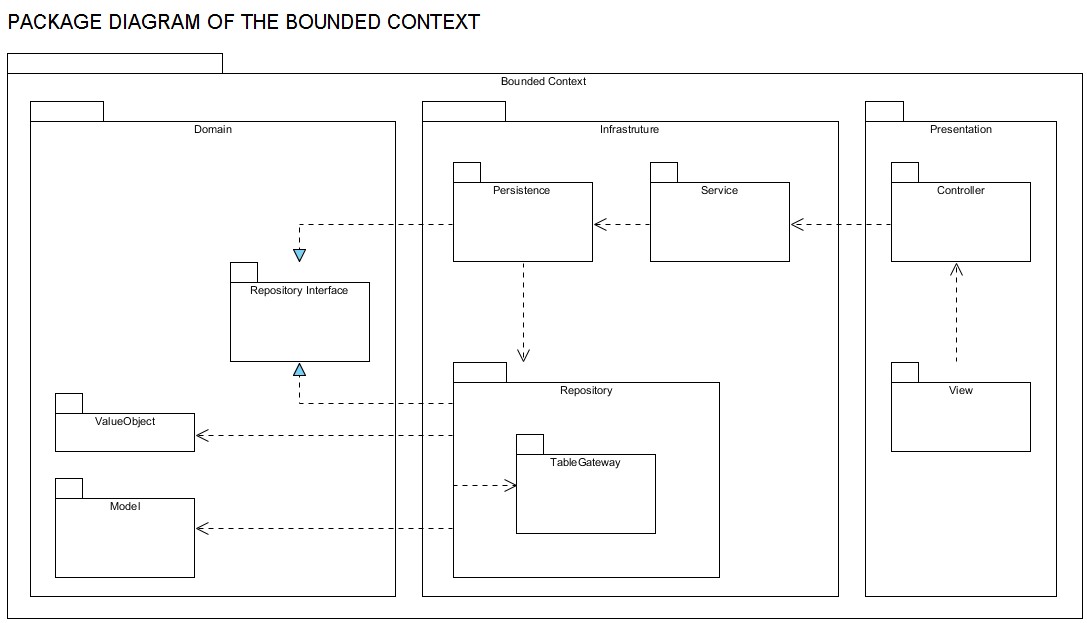 PACKAGE DIAGRAM OF THE BOUNDED CONTEXT
Bounded Context
Domain
Infrastruture
Presentation
Persistence
Service
Controller
Repository Interface
Repository
View
ValueObject
TableGateway
Model